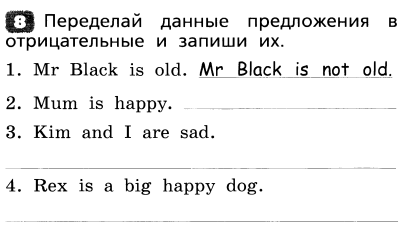 8 Переделай данные предложения в
отрицательные и запиши их.
1. Mr Black is old. Mr Black is not old.
2. Mum is happy.
3. Kim and I are sad.
4. Rex is a big happy dog.